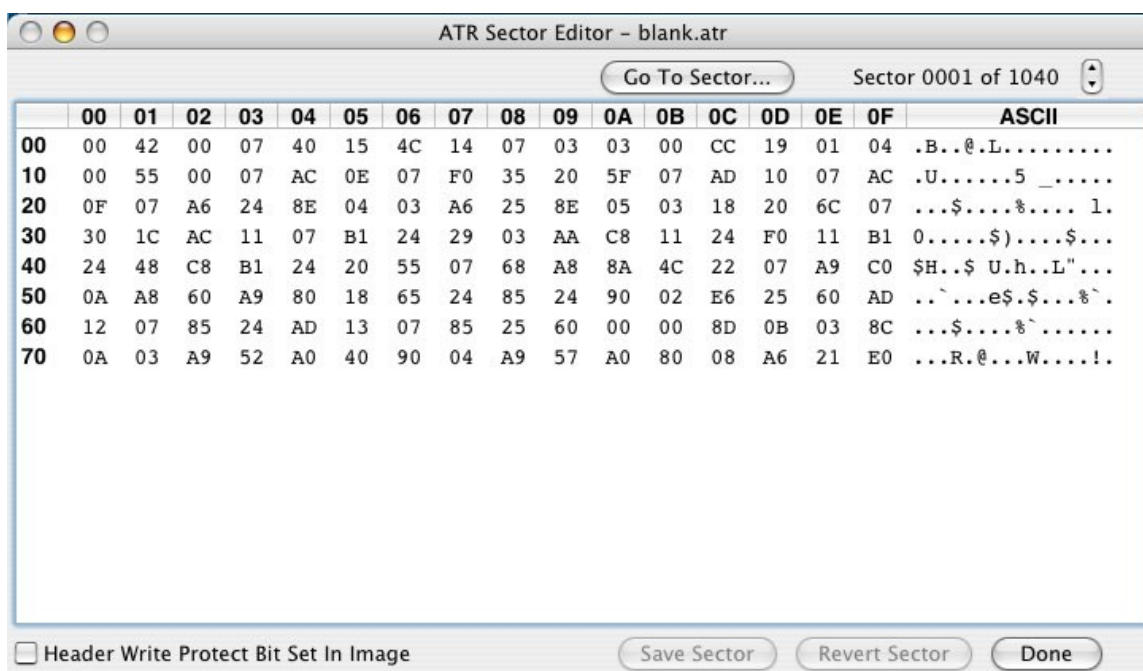 ATR Sector Editor – blank.atr
Go To Sector... Sector 0001 of 1040
00 01 02 03 04 05 06 07 08 09 0A 0B 0C 0D 0E 0F ASCII
00 00 42 00 07 40 15 4C 14 07 03 03 00 CC 19 01 04 .B..@.L.........
10 00 55 00 07 AC 0E 07 F0 35 20 5F 07 AD 10 07 AC .U......5 _.....
20 0F 07 A6 24 8E 04 03 A6 25 8E 05 03 18 20 6C 07 ...$....%.... l.
30 30 1C AC 11 07 B1 24 29 03 AA C8 11 24 F0 11 B1 0.....$)....$...
40 24 48 C8 B1 24 20 55 07 68 A8 8A 4C 22 07 A9 C0 $H..$ U.h..L"...
50 0A A8 60 A9 80 18 65 24 85 24 90 02 E6 25 60 AD ..`...e$.$...%`.
60 12 07 85 24 AD 13 07 85 25 60 00 00 8D 0B 03 8C ...$....%`......
70 0A 03 A9 52 A0 40 90 04 A9 57 A0 80 08 A6 21 E0 ...R.@...W....!.
Header Write Protect Bit Set In Image Save Sector Revert Sector Done